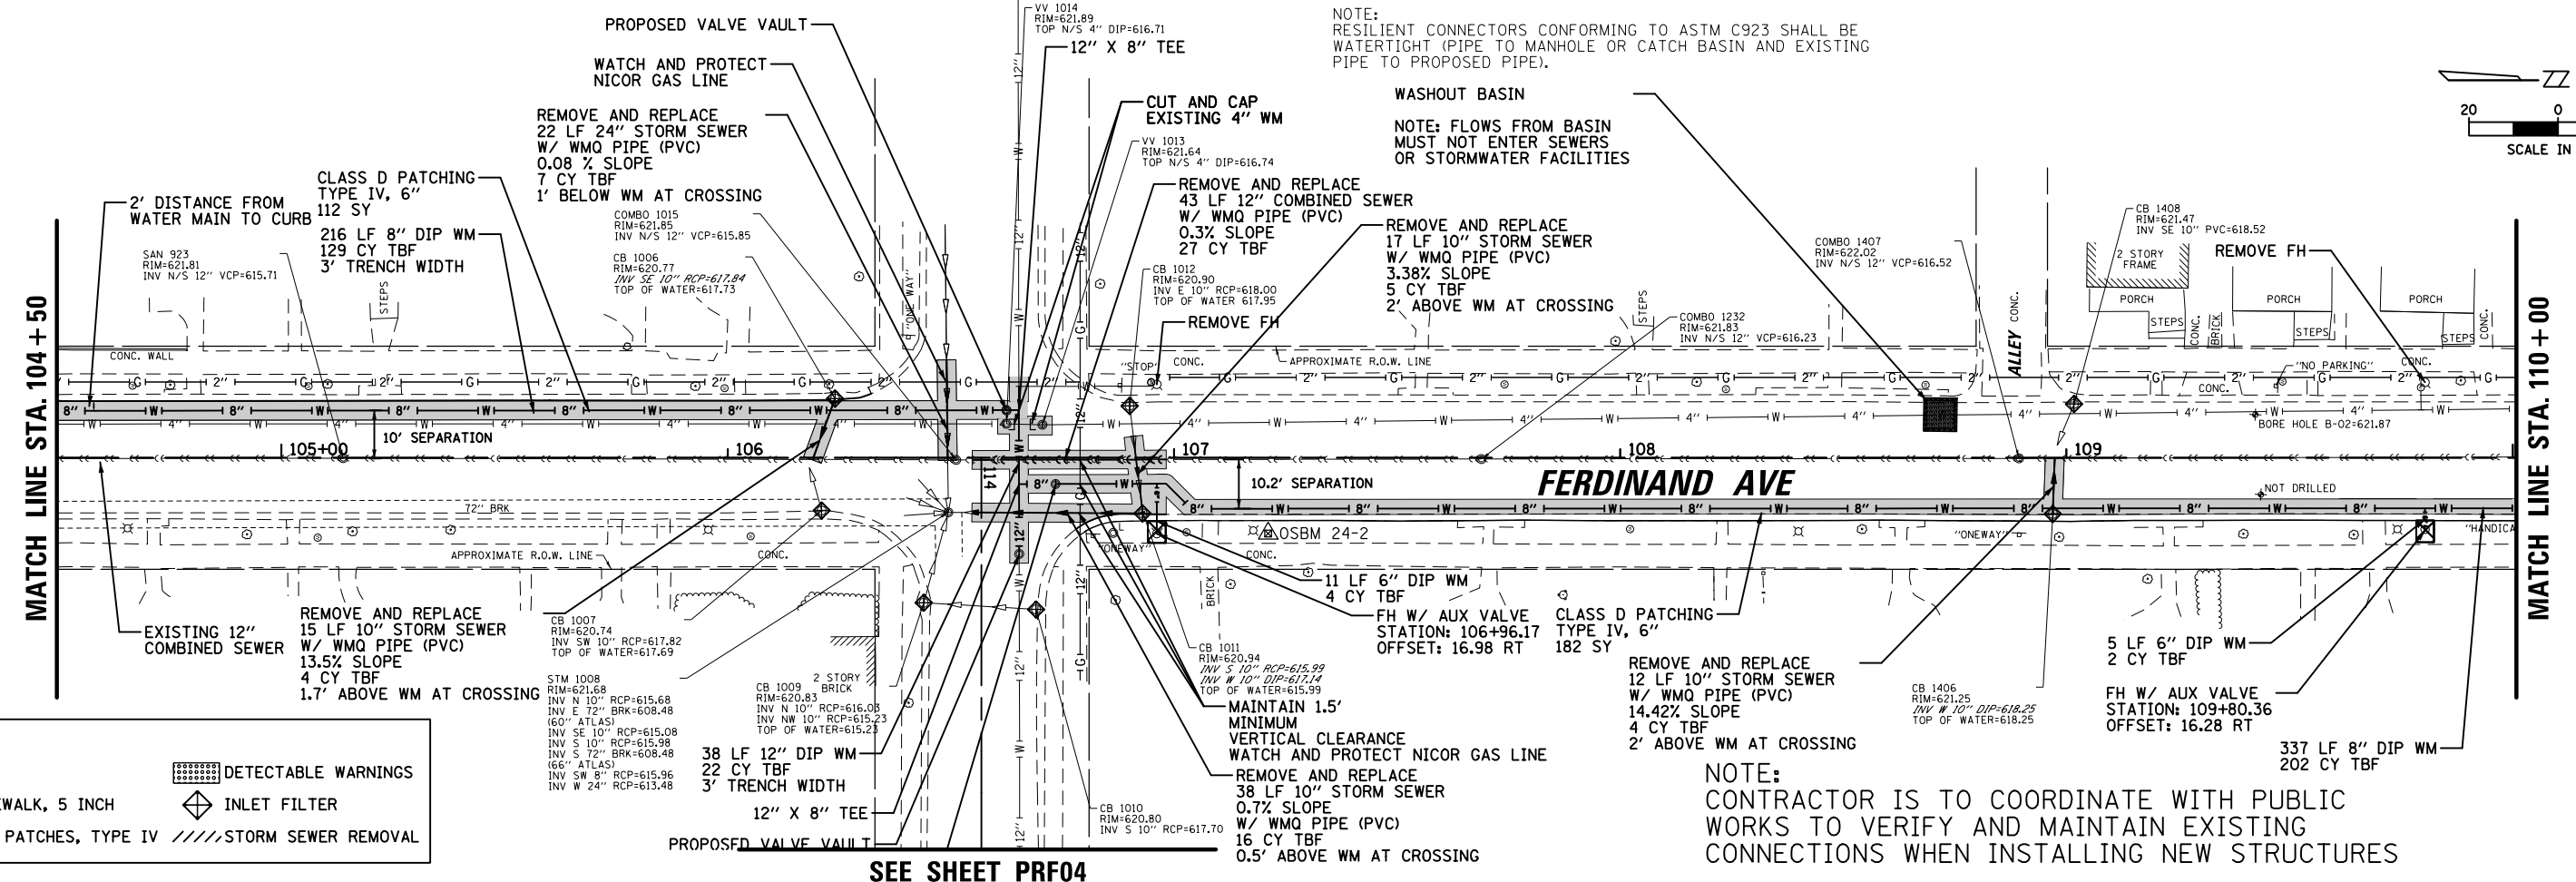 PROPOSED VALVE VAULT
WATCH AND PROTECT
NICOR GAS LINE
REMOVE AND REPLACE
22 LF 24" STORM SEWER
W/ WMQ PIPE (PVC)
0.08 % SLOPE
7 CY TBF
1' BELOW WM AT CROSSING
CLASS D PATCHING
TYPE IV, 6"
112 SY
2' DISTANCE FROM
WATER MAIN TO CURB
216 LF 8" DIP WM
129 CY TBF
3' TRENCH WIDTH
SAN 923
RIM=621.81
INV N/S 12" VCP=615.71
COMBO 1015
RIM=621.85
INV N/S 12" VCP=615.85
CB 1006
RIM=620.77
INV SE 10" RCP=617.84
TOP OF WATER=617.73
VV 1014
RIM=621.89
TOP N/S 4" DIP=616.71
12" X 8" TEE
CUT AND CAP
EXISTING 4" WM
VV 1013
RIM=621.64
TOP N/S 4" DIP=616.74
REMOVE AND REPLACE
43 LF 12" COMBINED SEWER
W/ WMQ PIPE (PVC)
0.3% SLOPE
27 CY TBF
CB 1012
RIM=620.90
INV E 10" RCP=618.00
TOP OF WATER 617.95
REMOVE FH
NOTE:
RESILIENT CONNECTORS CONFORMING TO ASTM C923 SHALL BE
WATERTIGHT (PIPE TO MANHOLE OR CATCH BASIN AND EXISTING
PIPE TO PROPOSED PIPE).
WASHOUT BASIN
NOTE: FLOWS FROM BASIN
MUST NOT ENTER SEWERS
OR STORMWATER FACILITIES
REMOVE AND REPLACE
17 LF 10" STORM SEWER
W/ WMQ PIPE (PVC)
3.38% SLOPE
5 CY TBF
2' ABOVE WM AT CROSSING
COMBO 1232
RIM=621.83
INV N/S 12" VCP=616.23
COMBO 1407
RIM=622.02
INV N/S 12" VCP=616.52
CB 1408
RIM=621.47
INV SE 10" PVC=618.52
REMOVE FH
2 STORY
FRAME
PORCH
PORCH
PORCH
STEPS
STEPS
STEPS
CONC.
BRICK
CONC.
ALLEY CONC.
STEPS
STEPS
20 0
SCALE IN
MATCH LINE STA. 104+50
MATCH LINE STA. 110+00
CONC. WALL
"ONE WAY"
"STOP"
CONC.
APPROXIMATE R.O.W. LINE
"NO PARKING"
CONC.
CONC.
BORE HOLE B-02=621.87
NOT DRILLED
10' SEPARATION
105+00
106
107
108
109
114
10.2' SEPARATION
FERDINAND AVE
72" BRK
APPROXIMATE R.O.W. LINE
CONC.
"ONEWAY"
CONC.
OSBM 24-2
"ONEWAY"
"HANDICA
BRICK
EXISTING 12"
COMBINED SEWER
REMOVE AND REPLACE
15 LF 10" STORM SEWER
W/ WMQ PIPE (PVC)
13.5% SLOPE
4 CY TBF
1.7' ABOVE WM AT CROSSING
CB 1007
RIM=620.74
INV SW 10" RCP=617.82
TOP OF WATER=617.69
STM 1008
RIM=621.68
INV N 10" RCP=615.68
INV E 72" BRK=608.48
(60" ATLAS)
INV SE 10" RCP=615.08
INV S 10" RCP=615.98
INV S 72" BRK=608.48
(66" ATLAS)
INV SW 8" RCP=615.96
INV W 24" RCP=613.48
2 STORY
BRICK
CB 1009
RIM=620.83
INV N 10" RCP=616.03
INV NW 10" RCP=615.23
TOP OF WATER=615.23
38 LF 12" DIP WM
22 CY TBF
3' TRENCH WIDTH
12" X 8" TEE
PROPOSED VALVE VAULT
SEE SHEET PRF04
CB 1010
RIM=620.80
INV S 10" RCP=617.70
CB 1011
RIM=620.94
INV S 10" RCP=615.99
INV W 10" DIP=617.14
TOP OF WATER=615.99
MAINTAIN 1.5'
MINIMUM
VERTICAL CLEARANCE
WATCH AND PROTECT NICOR GAS LINE
REMOVE AND REPLACE
38 LF 10" STORM SEWER
0.7% SLOPE
W/ WMQ PIPE (PVC)
16 CY TBF
0.5' ABOVE WM AT CROSSING
11 LF 6" DIP WM
4 CY TBF
FH W/ AUX VALVE
STATION: 106+96.17
OFFSET: 16.98 RT
CLASS D PATCHING
TYPE IV, 6"
182 SY
REMOVE AND REPLACE
12 LF 10" STORM SEWER
W/ WMQ PIPE (PVC)
14.42% SLOPE
4 CY TBF
2' ABOVE WM AT CROSSING
CB 1406
RIM=621.25
INV W 10" DIP=618.25
TOP OF WATER=618.25
5 LF 6" DIP WM
2 CY TBF
FH W/ AUX VALVE
STATION: 109+80.36
OFFSET: 16.28 RT
337 LF 8" DIP WM
202 CY TBF
NOTE:
CONTRACTOR IS TO COORDINATE WITH PUBLIC
WORKS TO VERIFY AND MAINTAIN EXISTING
CONNECTIONS WHEN INSTALLING NEW STRUCTURES
DETECTABLE WARNINGS
EWALK, 5 INCH
INLET FILTER
PATCHES, TYPE IV
STORM SEWER REMOVAL